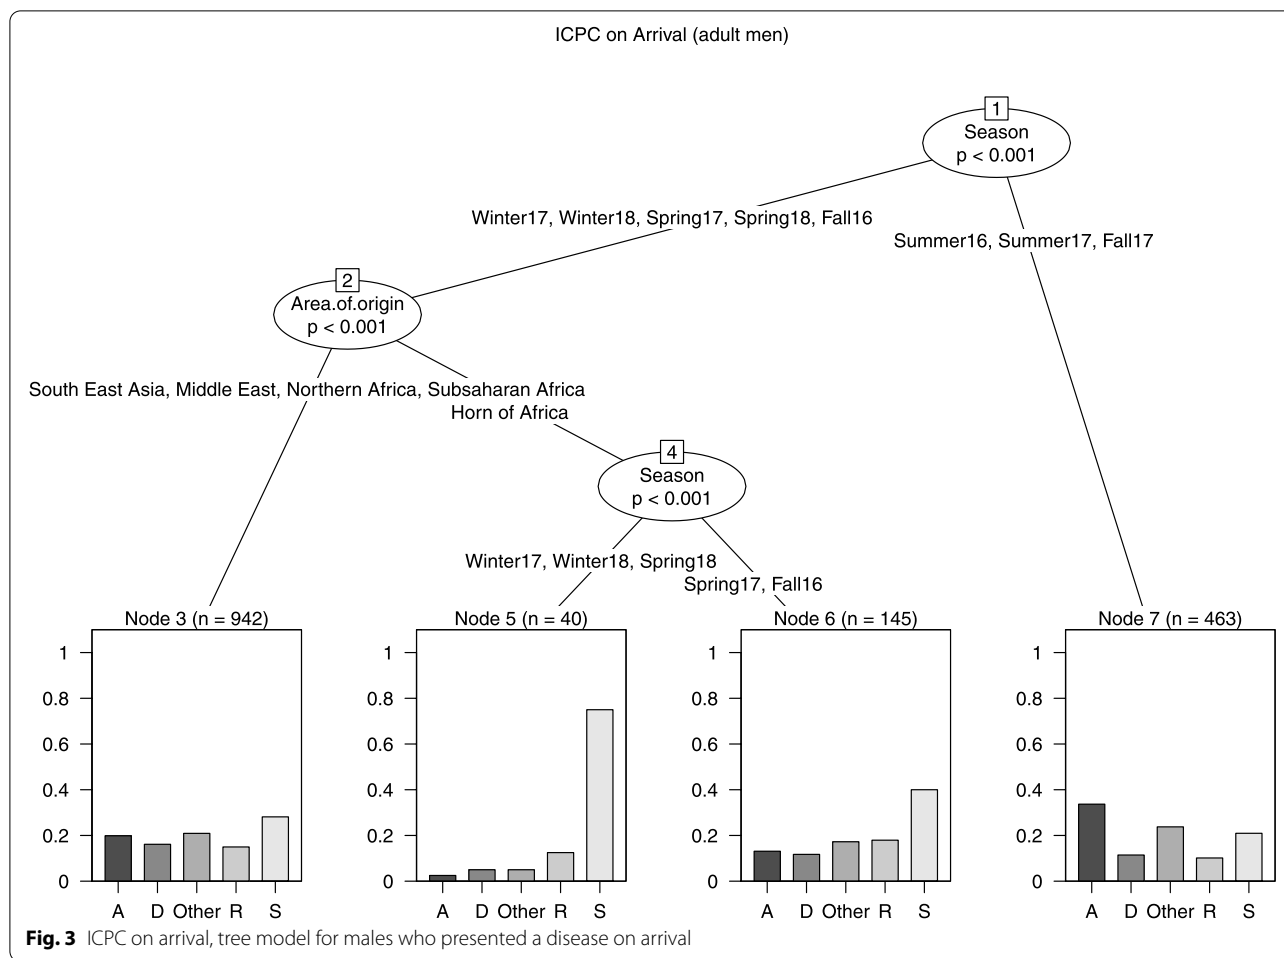 ICPC on Arrival (adult men)
1
Season
p < 0.001
Winter17, Winter18, Spring17, Spring18, Fall16
Summer16, Summer17, Fall17
2
Area.of.origin
p < 0.001
South East Asia, Middle East, Northern Africa, Subsaharan Africa
Horn of Africa
4
Season
p < 0.001
Winter17, Winter18, Spring18
Spring17, Fall16
Node 3 (n = 942)
1
0.8
0.6
0.4
0.2
0
A D Other R S
Node 5 (n = 40)
1
0.8
0.6
0.4
0.2
0
A D Other R S
Node 6 (n = 145)
1
0.8
0.6
0.4
0.2
0
A D Other R S
Node 7 (n = 463)
1
0.8
0.6
0.4
0.2
0
A D Other R S
Fig. 3 ICPC on arrival, tree model for males who presented a disease on arrival